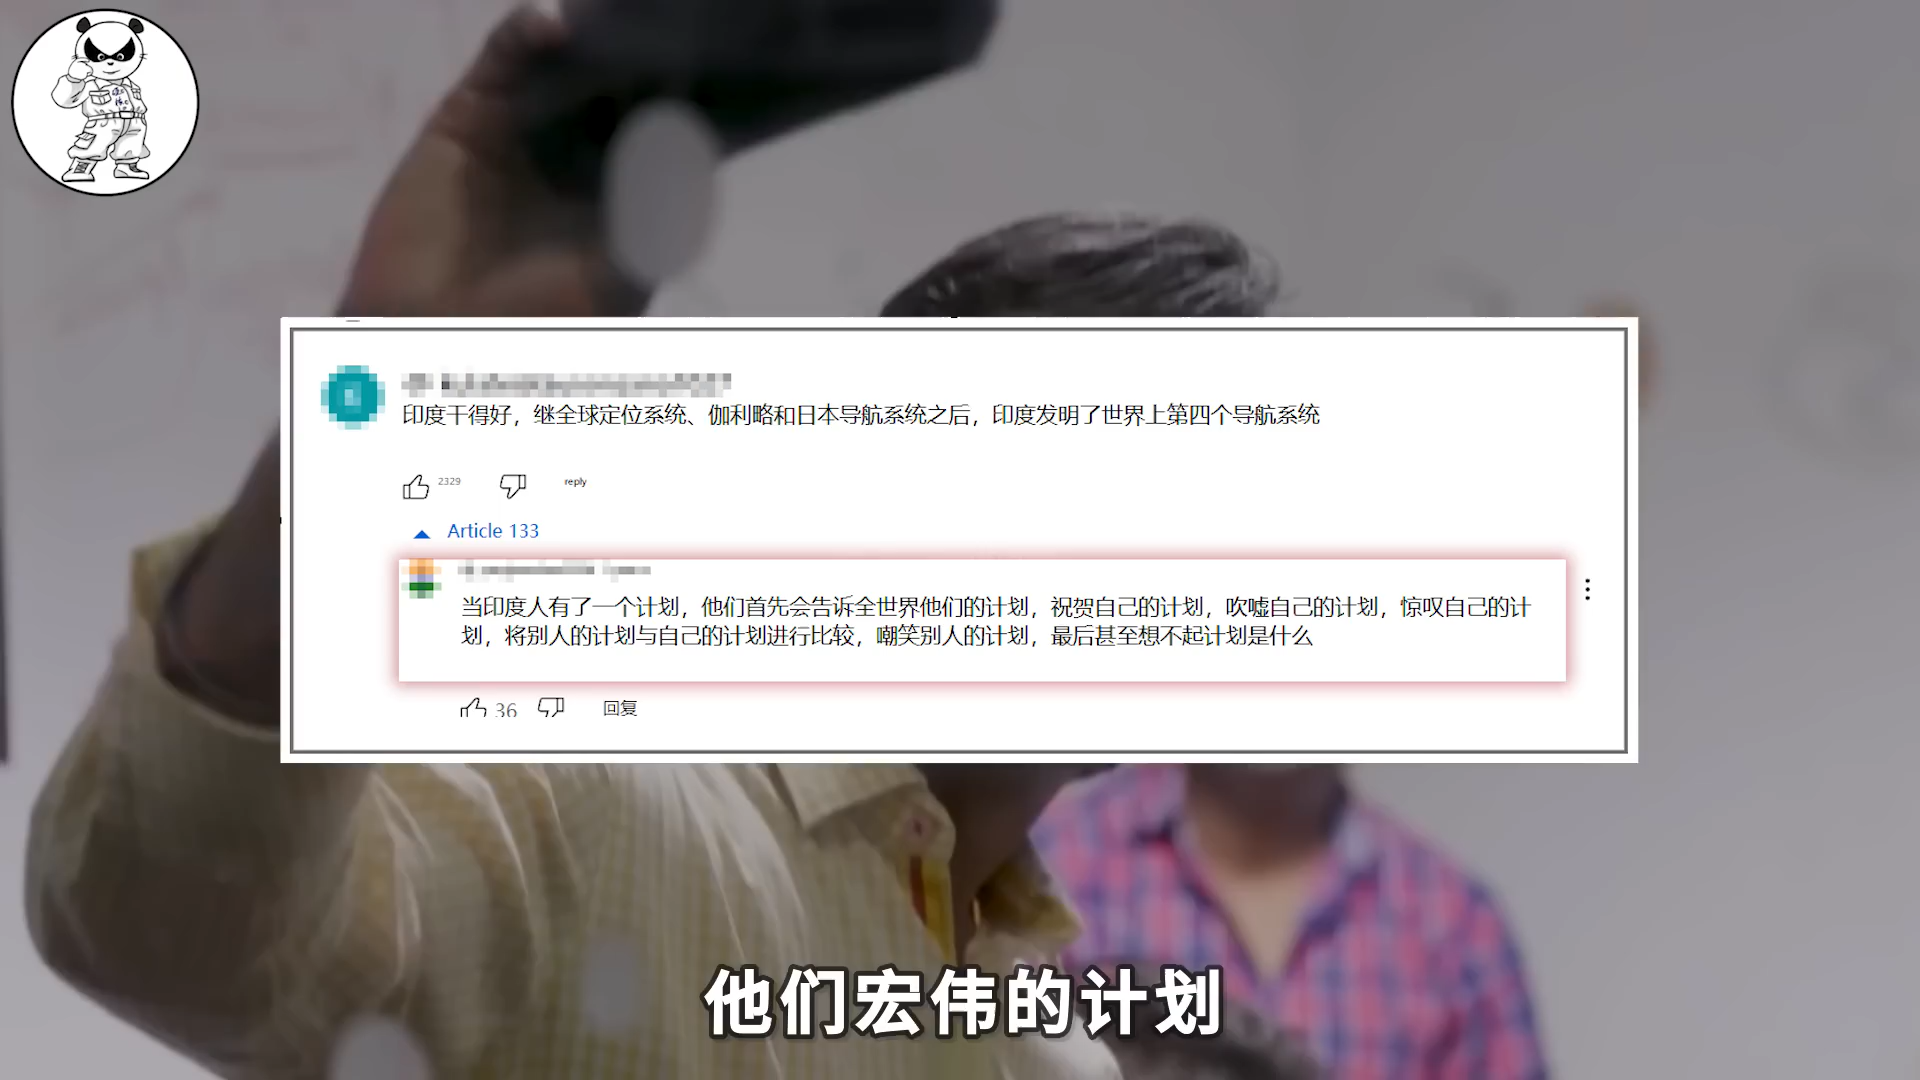 印度干得好，继全球定位系统、伽利略和日本导航系统之后，印度发明了世界上第四个导航系统
2329
reply
Article 133
当印度人有了一个计划，他们首先会告诉全世界他们的计划，祝贺自己的计划，吹嘘自己的计划，惊叹自己的计
划，将别人的计划与自己的计划进行比较，嘲笑别人的计划，最后甚至想不起计划是什么
36
回复
他们宏伟的计划